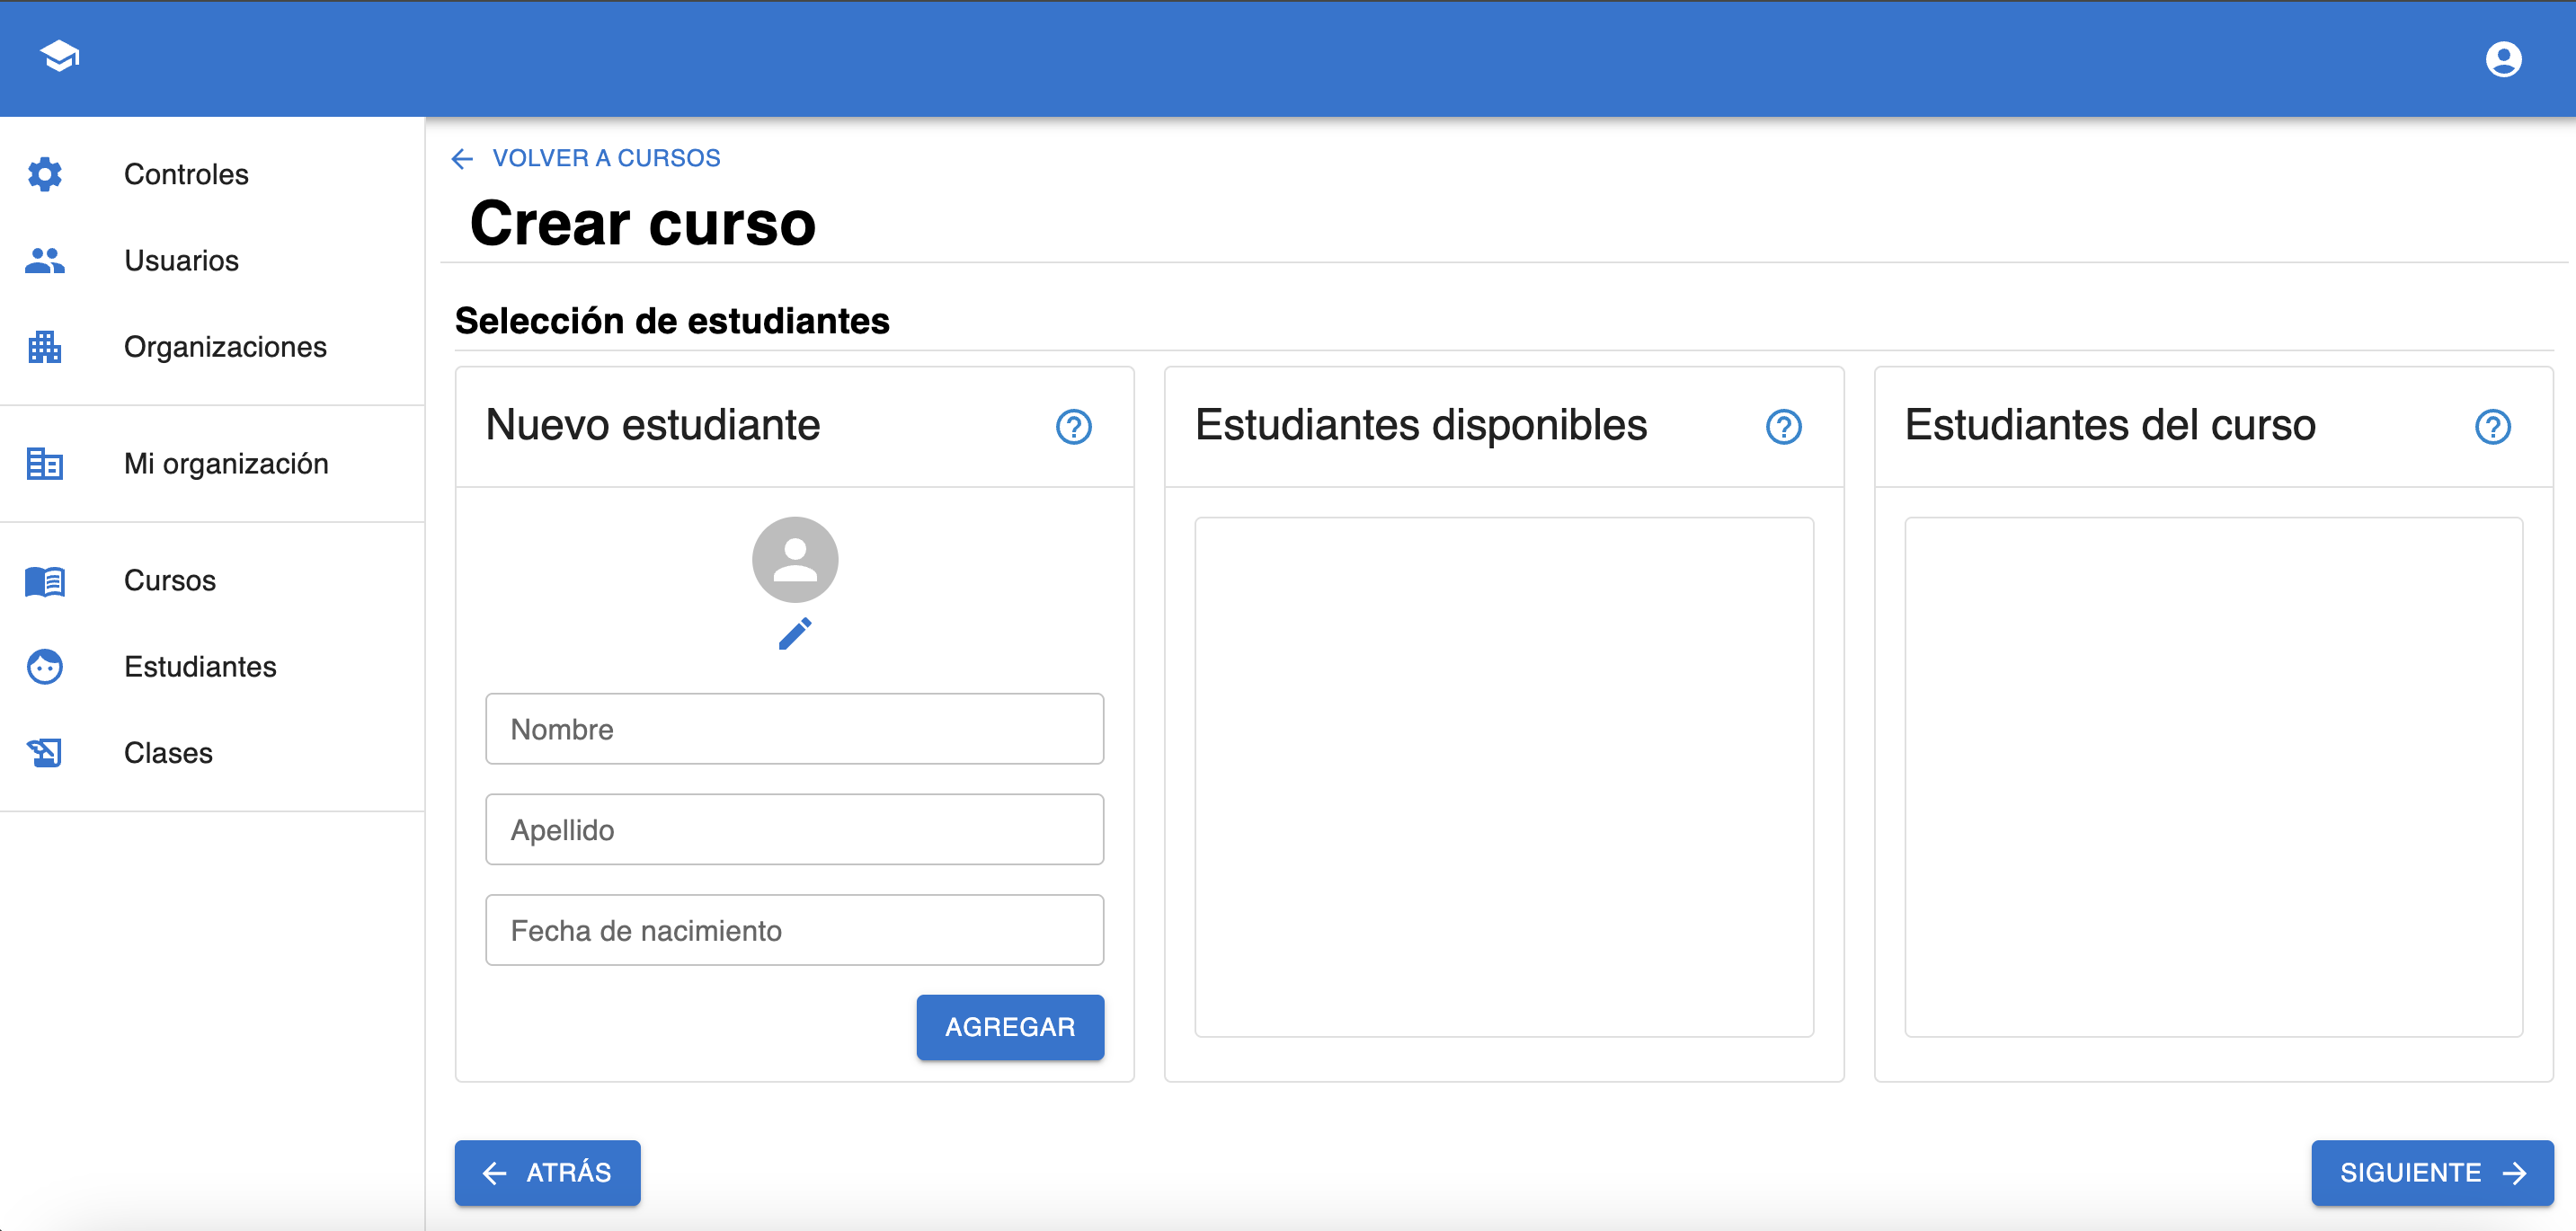 Controles
Usuarios
Organizaciones
Mi organización
Cursos
Estudiantes
Clases
VOLVER A CURSOS
Crear curso
Selección de estudiantes
Nuevo estudiante
Nombre
Apellido
Fecha de nacimiento
AGREGAR
Estudiantes disponibles
Estudiantes del curso
ATRÁS
SIGUIENTE